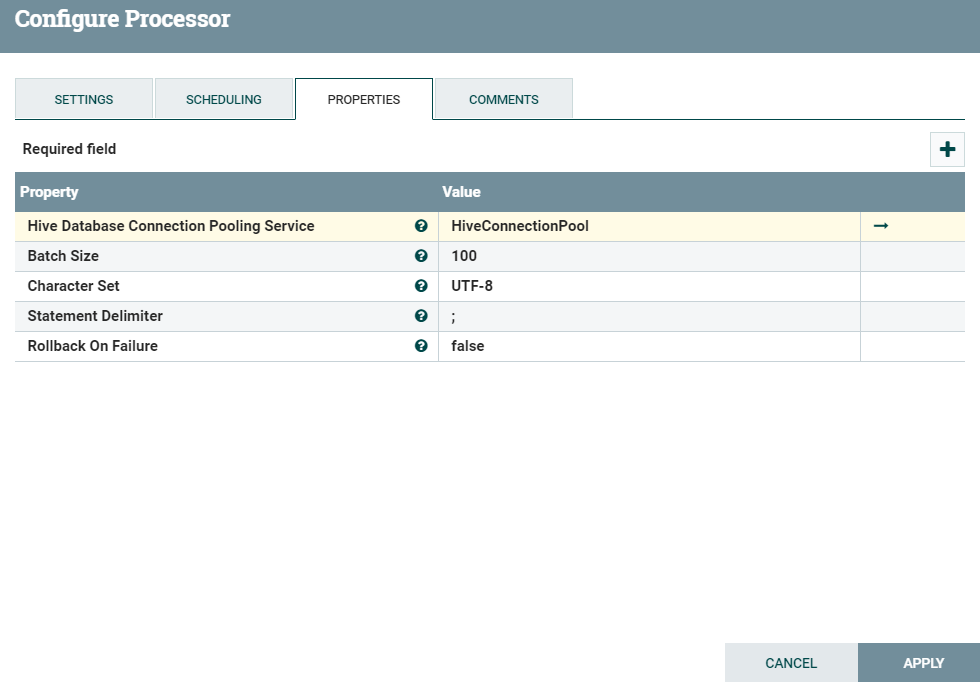 Configure Processor
SETTINGS SCHEDULING PROPERTIES COMMENTS
Required field
Property Value
Hive Database Connection Pooling Service HiveConnectionPool
Batch Size 100
Character Set UTF-8
Statement Delimiter ;
Rollback On Failure false
CANCEL APPLY